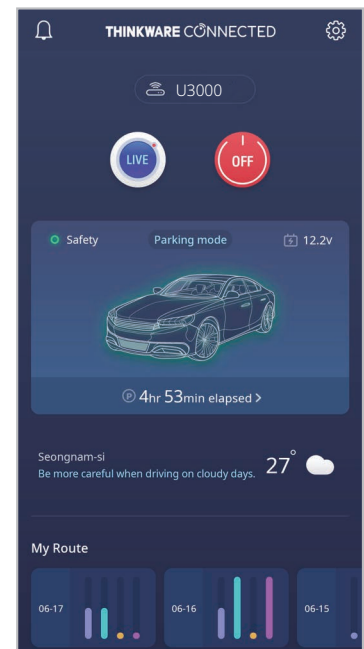 THINKWARE CONNECTED
U3000
LIVE
OFF
Safety
Parking mode
12.2v
P 4hr 53min elapsed >
Seongnam-si
Be more careful when driving on cloudy days.
27°
My Route
06-17
06-16
06-15